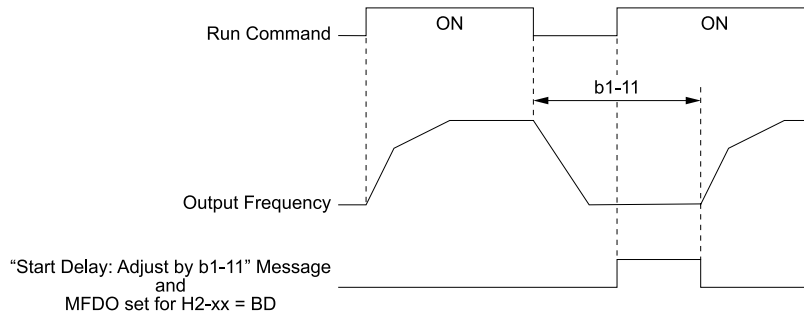 Run Command
ON
ON
b1-11
Output Frequency
“Start Delay: Adjust by b1-11” Message
and
MFDO set for H2-xx = BD